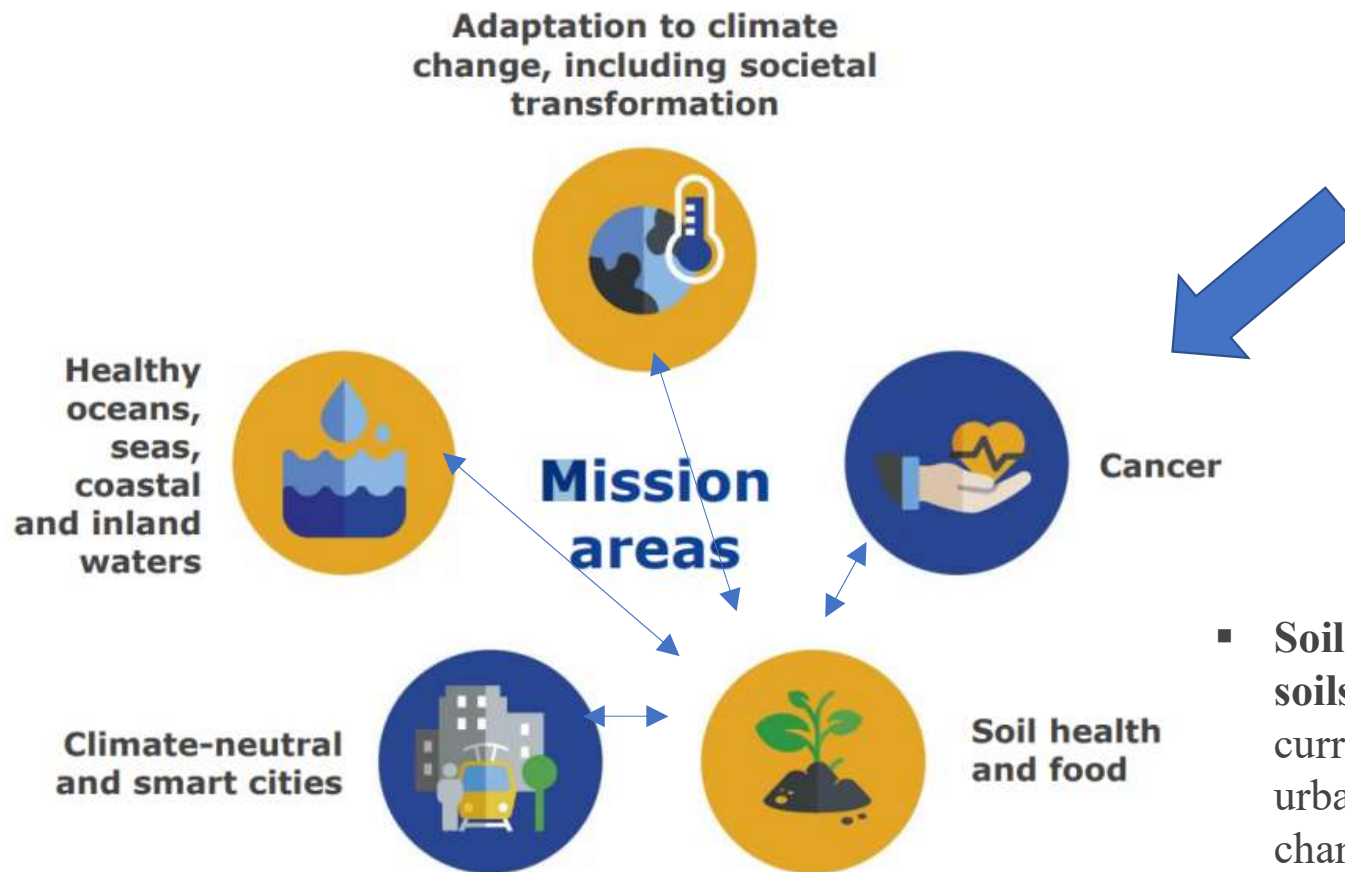 Adaptation to climate
change, including societal
transformation
Healthy
oceans,
seas,
coastal
and inland
waters
Mission
areas
Cancer
Climate-neutral
and smart cities
Soil health
and food
▪ Soil
soils
curr
urba
char